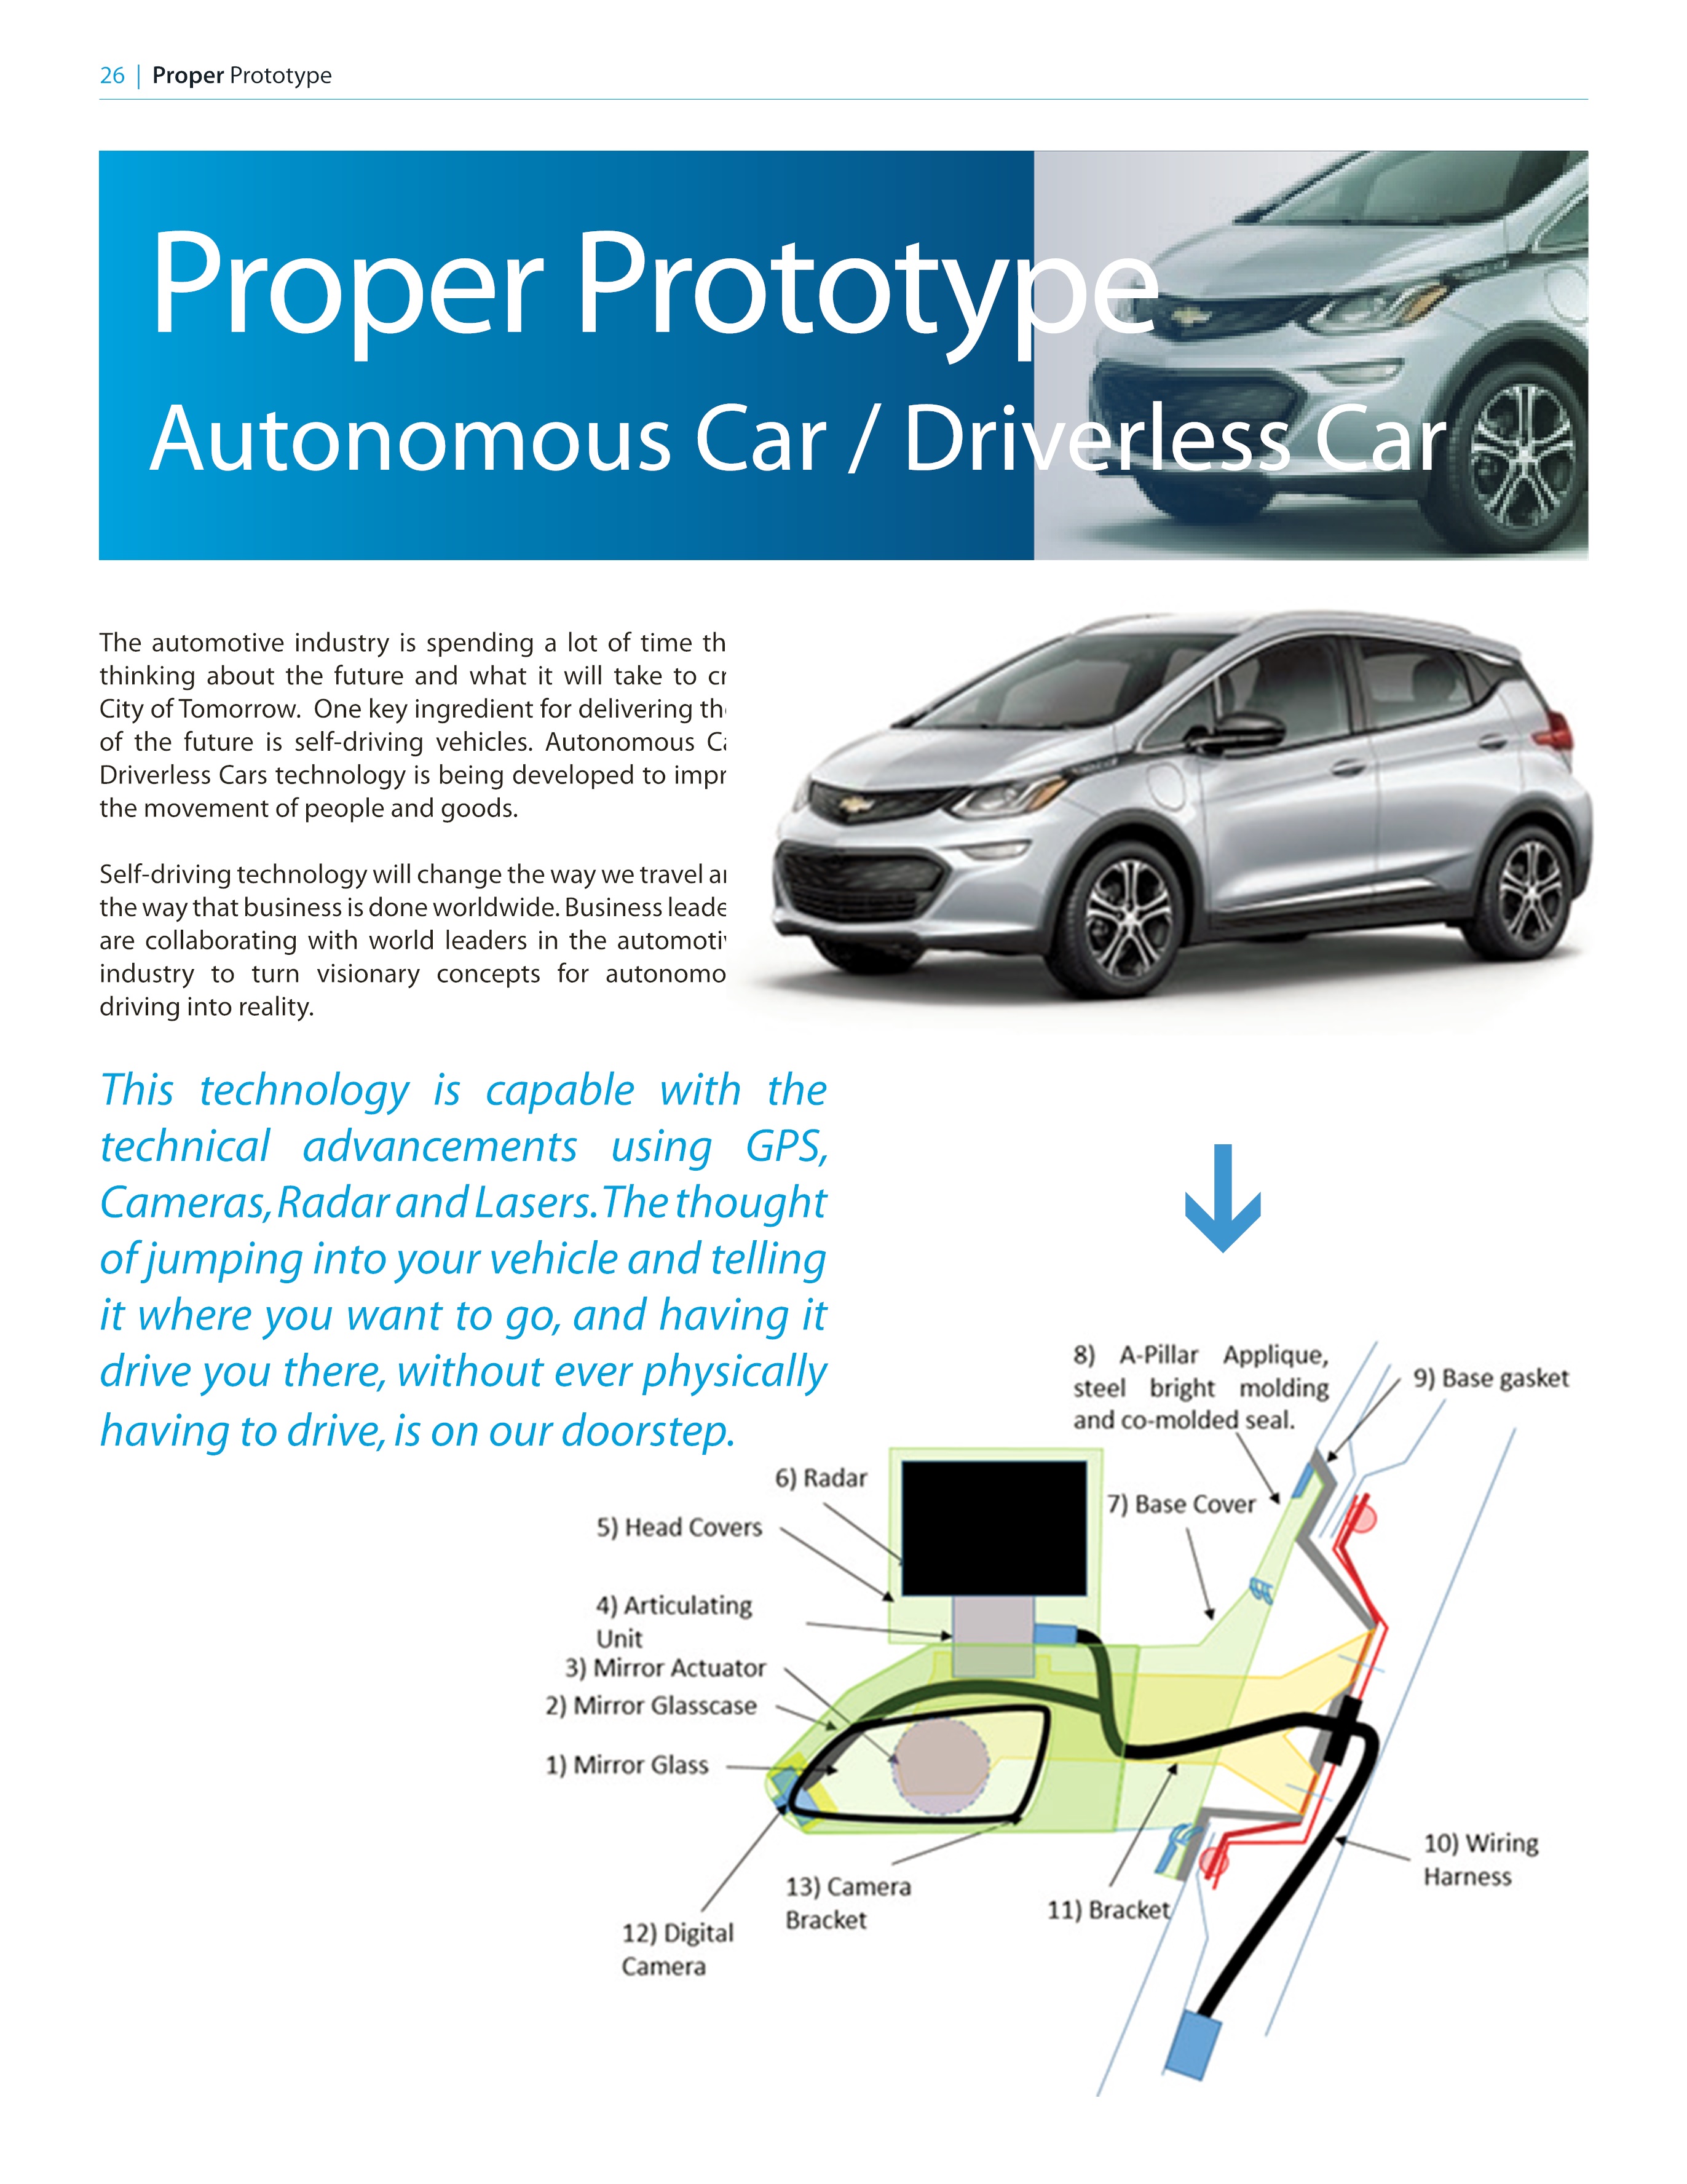 26 | Proper Prototype
Proper Prototype
Autonomous Car / Driverless Car
The automotive industry is spending a lot of time
thinking about the future and what it will take to
City of Tomorrow. One key ingredient for delivering
of the future is self-driving vehicles. Autonomous
Driverless Cars technology is being developed to
the movement of people and goods.
Self-driving technology will change the way we travel
the way that business is done worldwide. Business
are collaborating with world leaders in the
industry to turn visionary concepts for
driving into reality.
This technology is capable with the
technical advancements using GPS,
Cameras, Radar and Lasers. The thought
of jumping into your vehicle and telling
it where you want to go, and having it
drive you there, without ever physically
having to drive, is on our doorstep.
8) A-Pillar Applique,
steel bright molding
and co-molded seal.
9) Base gasket
6) Radar
7) Base Cover
5) Head Covers
4) Articulating
Unit
3) Mirror Actuator
2) Mirror Glasscase
1) Mirror Glass
10) Wiring
Harness
13) Camera
Bracket
11) Bracket
12) Digital
Camera